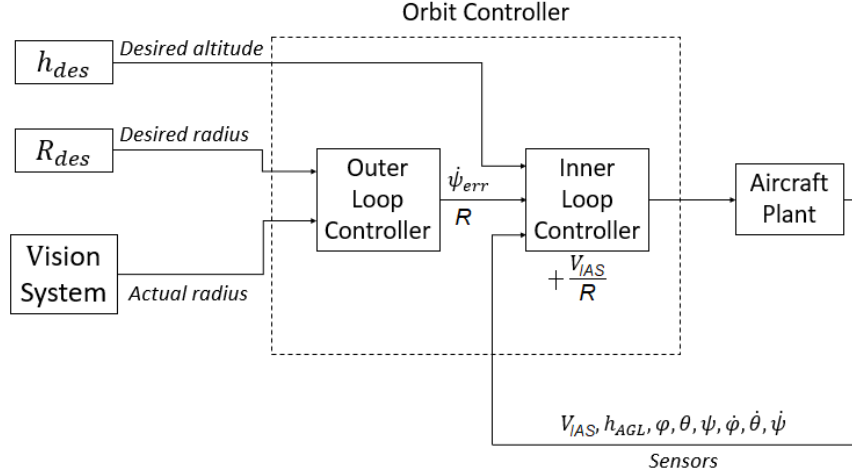 Orbit Controller
h_des
Desired altitude
R_des
Desired radius
Vision
System
Actual radius
Outer
Loop
Controller
ψ̇_err
R
Inner
Loop
Controller
+ V_IAS/R
Aircraft
Plant
V_IAS, h_AGL, φ, θ, ψ, φ̇, θ̇, ψ̇
Sensors